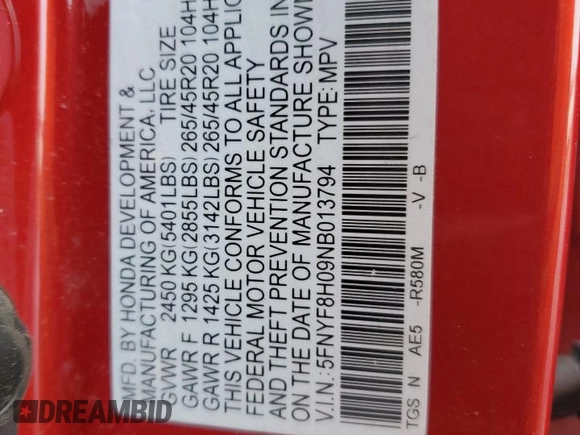 MFD. BY HONDA DEVELOPMENT &
MANUFACTURING OF AMERICA, LLC
GVWR 2450 KG(5401LBS) TIRE SIZE
GAWR F 1295 KG(2855LBS) 265/45R20 104H
GAWR R 1425 KG(3142LBS) 265/45R20 104H
THIS VEHICLE CONFORMS TO ALL APPLIC
FEDERAL MOTOR VEHICLE SAFETY
AND THEFT PREVENTION STANDARDS IN
ON THE DATE OF MANUFACTURE SHOWN
V.I.N.:5FNYF8H09NB013794 TYPE: MPV
TGS N AE5 -R580M -V -B
DREAMBID